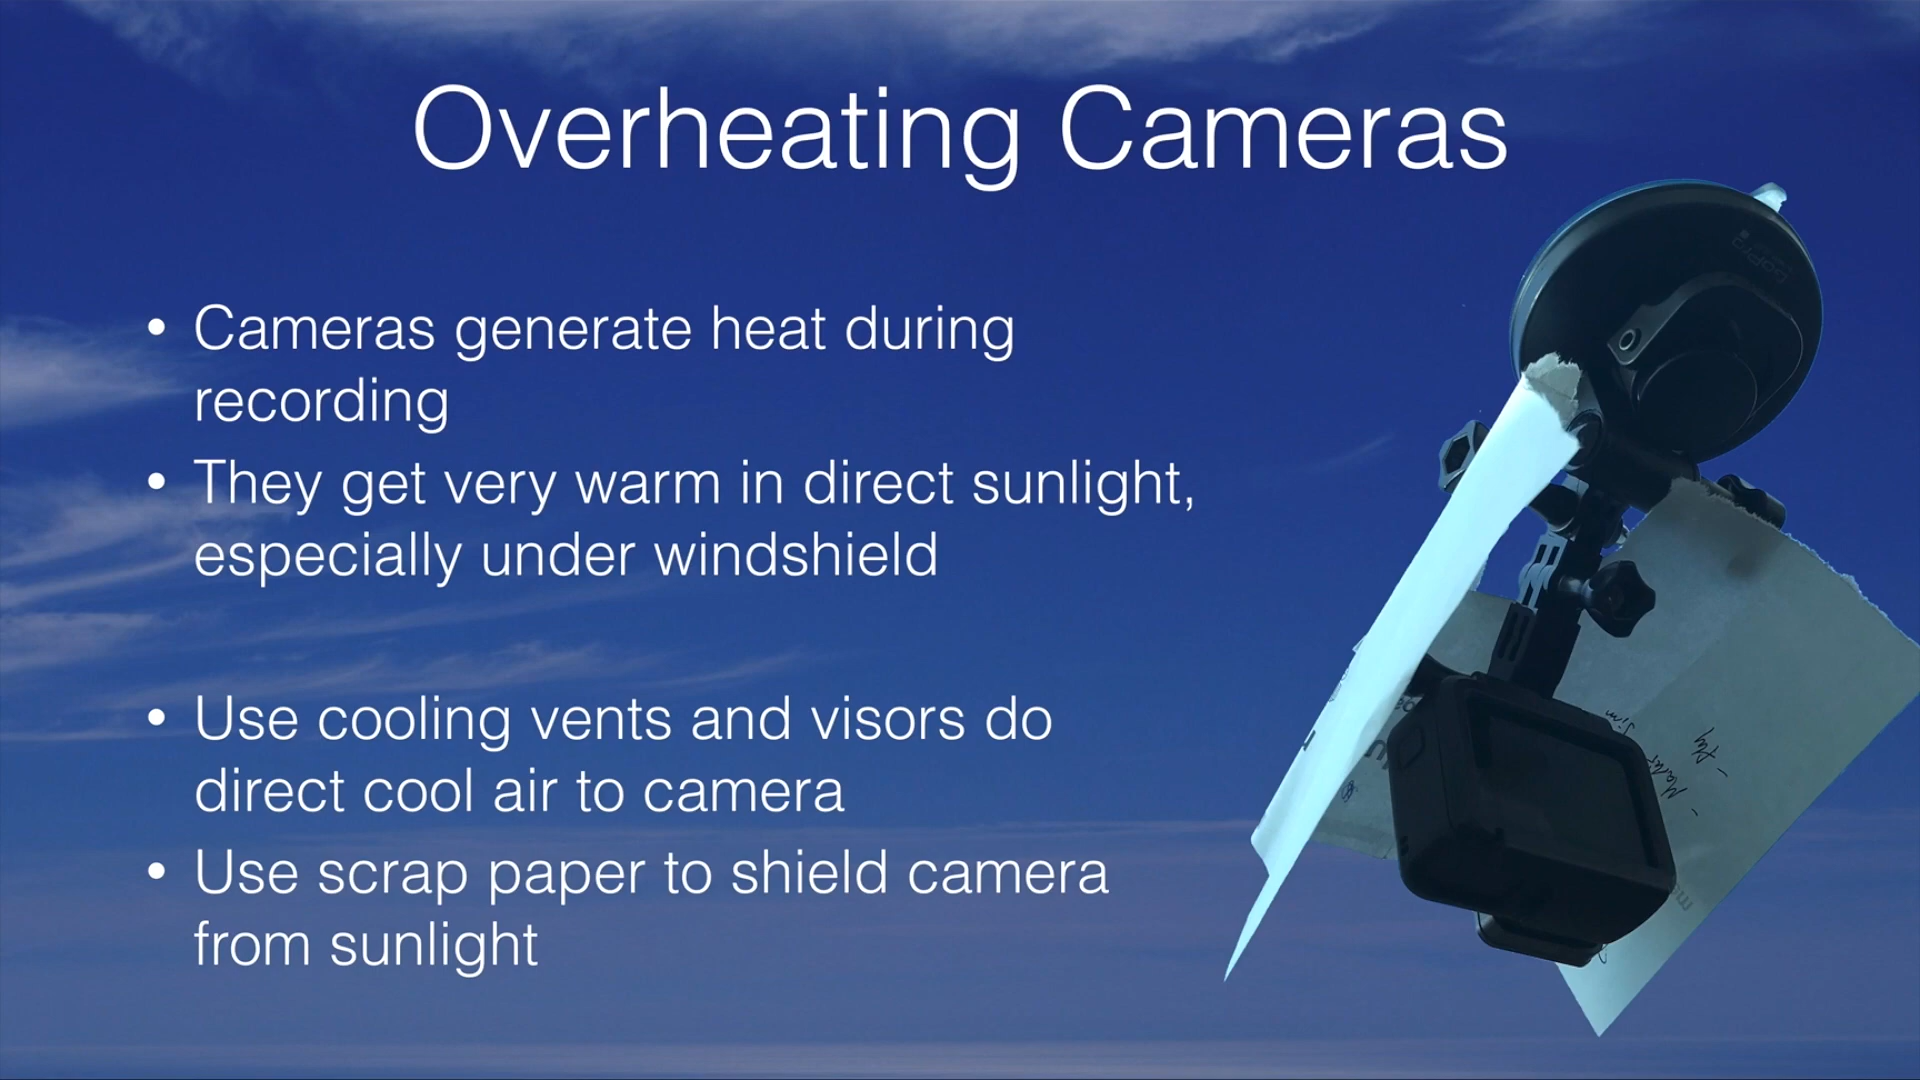 Overheating Cameras
• Cameras generate heat during
recording
• They get very warm in direct sunlight,
especially under windshield
• Use cooling vents and visors do
direct cool air to camera
• Use scrap paper to shield camera
from sunlight
GoPro